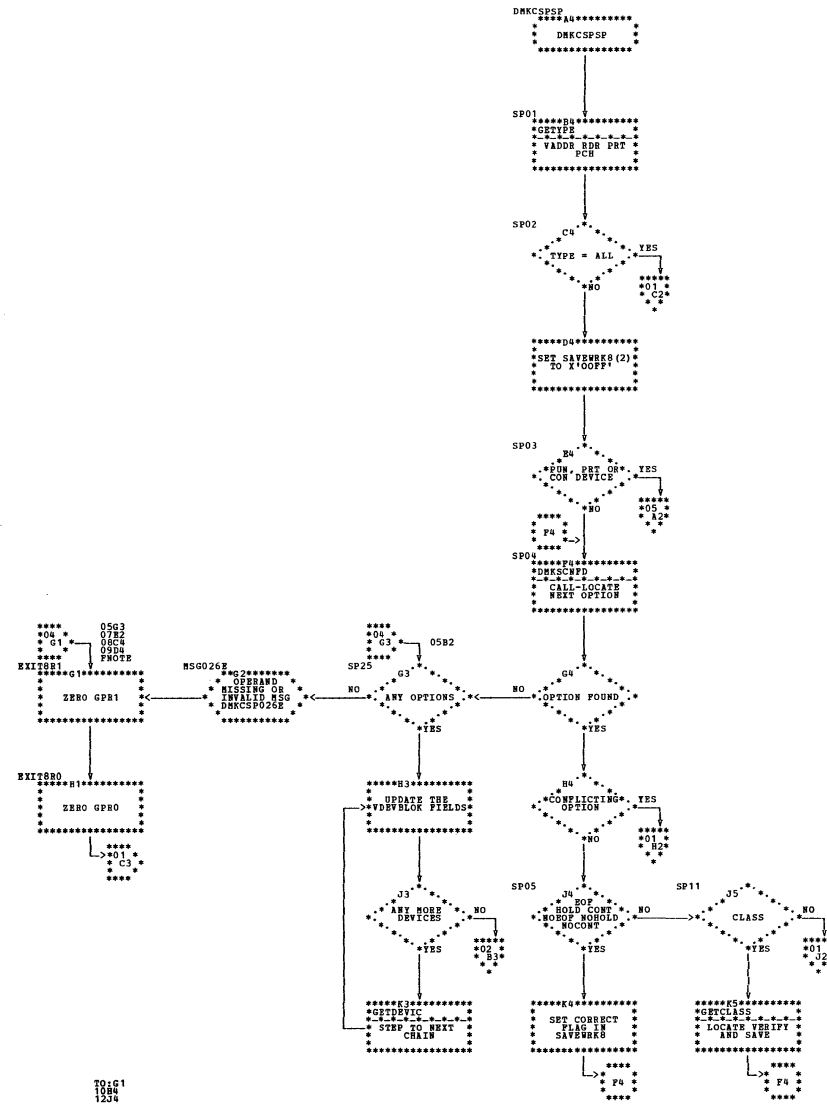 DMKCSPSP
A4
DMKCSPSP
SP01
B4
GETYPE
VADDR RDR PRT
PCH
SP02
C4
TYPE = ALL
YES
01
C2
NO
D4
SET SAVEWRK8(2)
TO X'00FF'
SP03
E4
PUN, PRT OR
CON DEVICE
YES
05
A2
NO
F4
SP04
F4
DMKSCNFD
CALL-LOCATE
NEXT OPTION
04
G1
05G3
07E2
08C4
09D4
FNOTE
EXIT8R1
G1
ZERO GPR1
MSG026E
G2
OPERAND
MISSING OR
INVALID MSG
DMKCSP026E
04
G3
05B2
SP25
G3
ANY OPTIONS
NO
YES
G4
OPTION FOUND
NO
YES
EXIT8R0
H1
ZERO GPR0
01
C3
H3
UPDATE THE
VDEVBLOK FIELDS
H4
CONFLICTING
OPTION
YES
01
H2
NO
J3
ANY MORE
DEVICES
NO
02
B3
YES
SP05
J4
EOF
HOLD CONT
NOEOF NOHOLD
NOCONT
NO
YES
SP11
J5
CLASS
NO
01
J2
YES
K3
GETDEVIC
STEP TO NEXT
CHAIN
K4
SET CORRECT
FLAG IN
SAVEWRK8
F4
K5
GETCLASS
LOCATE VERIFY
AND SAVE
F4
TO:G1
10B4
12J4